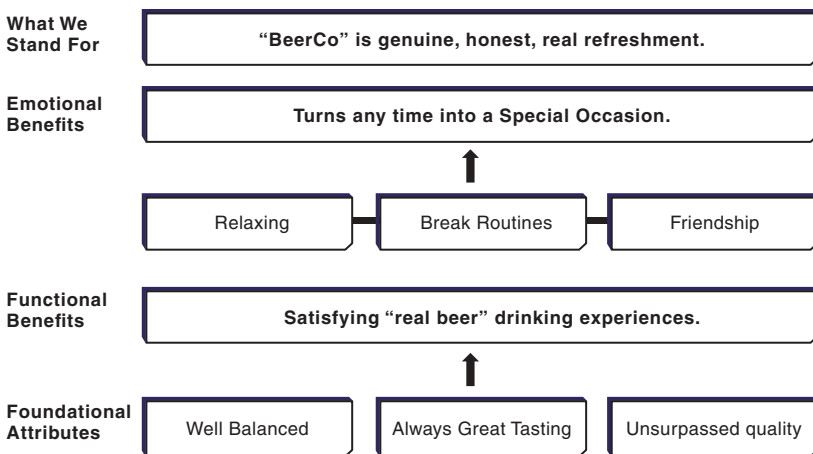 What We
Stand For
“BeerCo” is genuine, honest, real refreshment.
Emotional
Benefits
Turns any time into a Special Occasion.
Relaxing
Break Routines
Friendship
Functional
Benefits
Satisfying “real beer” drinking experiences.
Foundational
Attributes
Well Balanced
Always Great Tasting
Unsurpassed quality